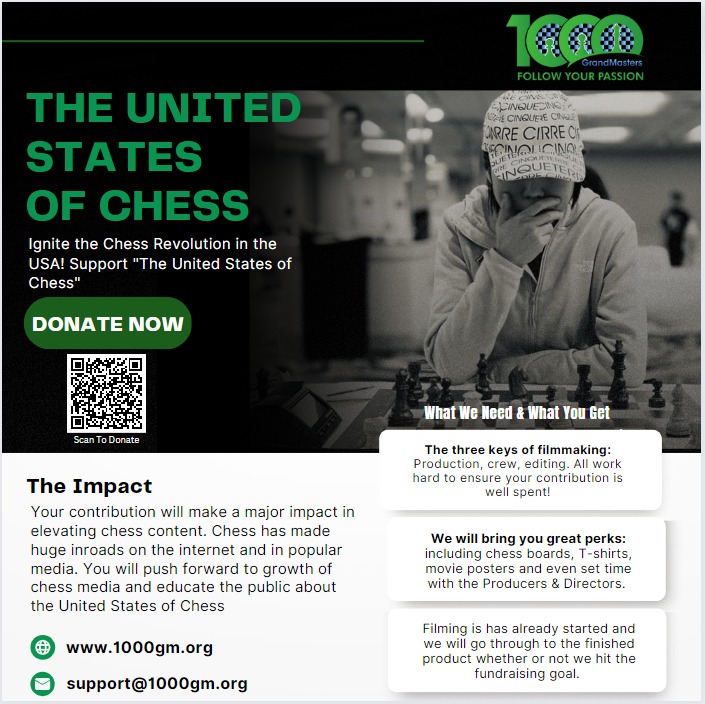 1000
GrandMasters
FOLLOW YOUR PASSION
THE UNITED
STATES
OF CHESS
Ignite the Chess Revolution in the
USA! Support "The United States of
Chess"
DONATE NOW
Scan To Donate
What We Need & What You Get
The three keys of filmmaking:
Production, crew, editing. All work
hard to ensure your contribution is
well spent!
We will bring you great perks:
including chess boards, T-shirts,
movie posters and even set time
with the Producers & Directors.
Filming is has already started and
we will go through to the finished
product whether or not we hit the
fundraising goal.
The Impact
Your contribution will make a major impact in
elevating chess content. Chess has made
huge inroads on the internet and in popular
media. You will push forward to growth of
chess media and educate the public about
the United States of Chess
www.1000gm.org
support@1000gm.org